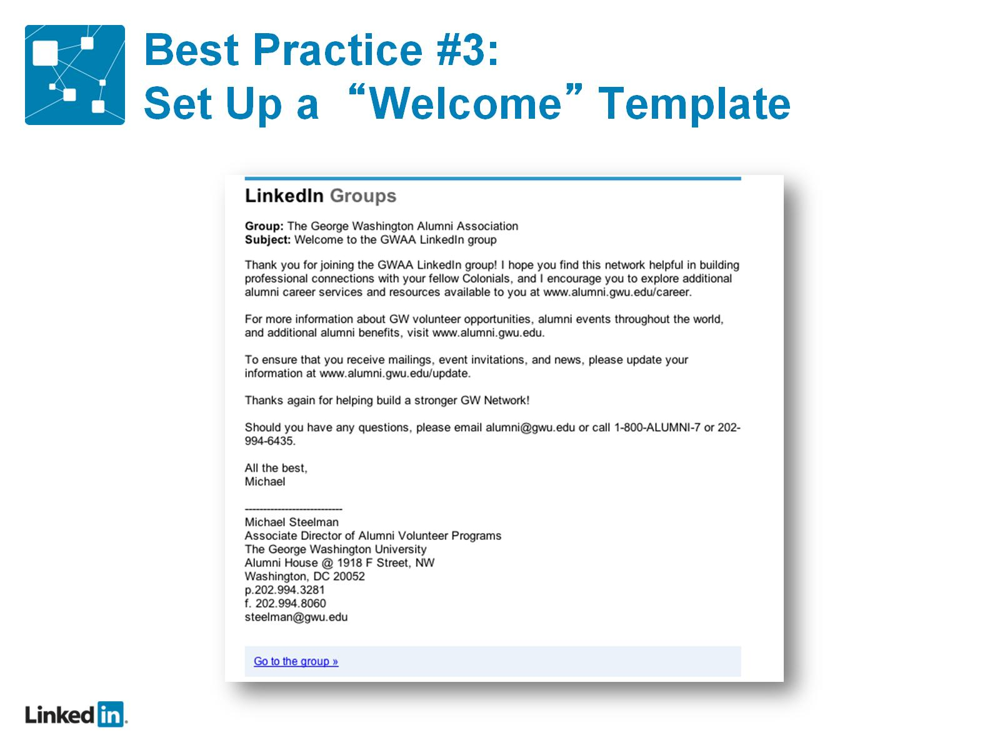 Best Practice #3:
Set Up a “Welcome” Template
LinkedIn Groups
Group: The George Washington Alumni Association
Subject: Welcome to the GWAA LinkedIn group
Thank you for joining the GWAA LinkedIn group! I hope you find this network helpful in building
professional connections with your fellow Colonials, and I encourage you to explore additional
alumni career services and resources available to you at www.alumni.gwu.edu/career.
For more information about GW volunteer opportunities, alumni events throughout the world,
and additional alumni benefits, visit www.alumni.gwu.edu.
To ensure that you receive mailings, event invitations, and news, please update your
information at www.alumni.gwu.edu/update.
Thanks again for helping build a stronger GW Network!
Should you have any questions, please email alumni@gwu.edu or call 1-800-ALUMNI-7 or 202-
994-6435.
All the best,
Michael
---------------------------
Michael Steelman
Associate Director of Alumni Volunteer Programs
The George Washington University
Alumni House @ 1918 F Street, NW
Washington, DC 20052
p.202.994.3281
f. 202.994.8060
steelman@gwu.edu
Go to the group »
Linked in.